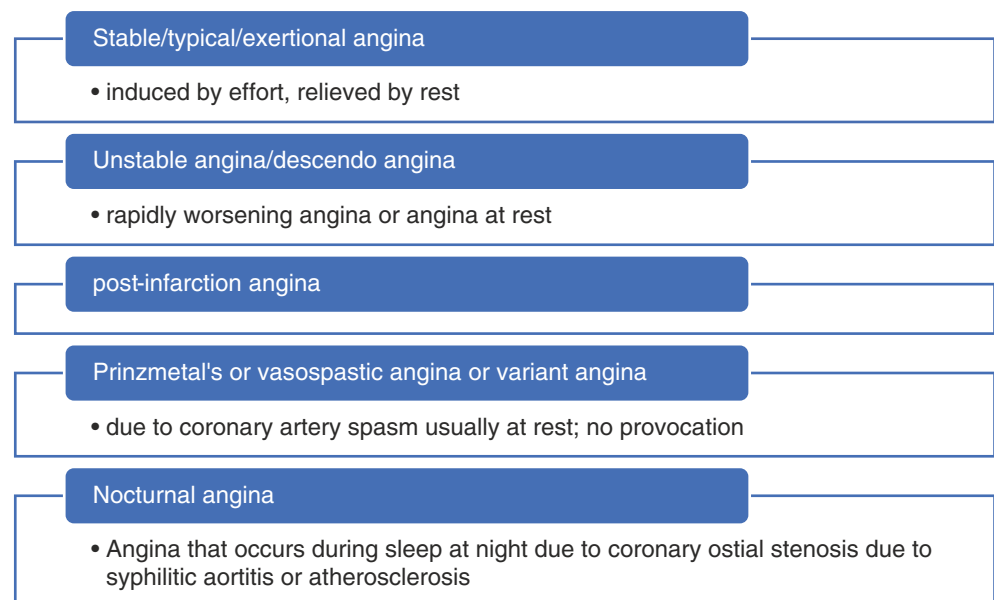 Stable/typical/exertional angina
• induced by effort, relieved by rest
Unstable angina/descendo angina
• rapidly worsening angina or angina at rest
post-infarction angina
Prinzmetal's or vasospastic angina or variant angina
• due to coronary artery spasm usually at rest; no provocation
Nocturnal angina
• Angina that occurs during sleep at night due to coronary ostial stenosis due to
syphilitic aortitis or atherosclerosis